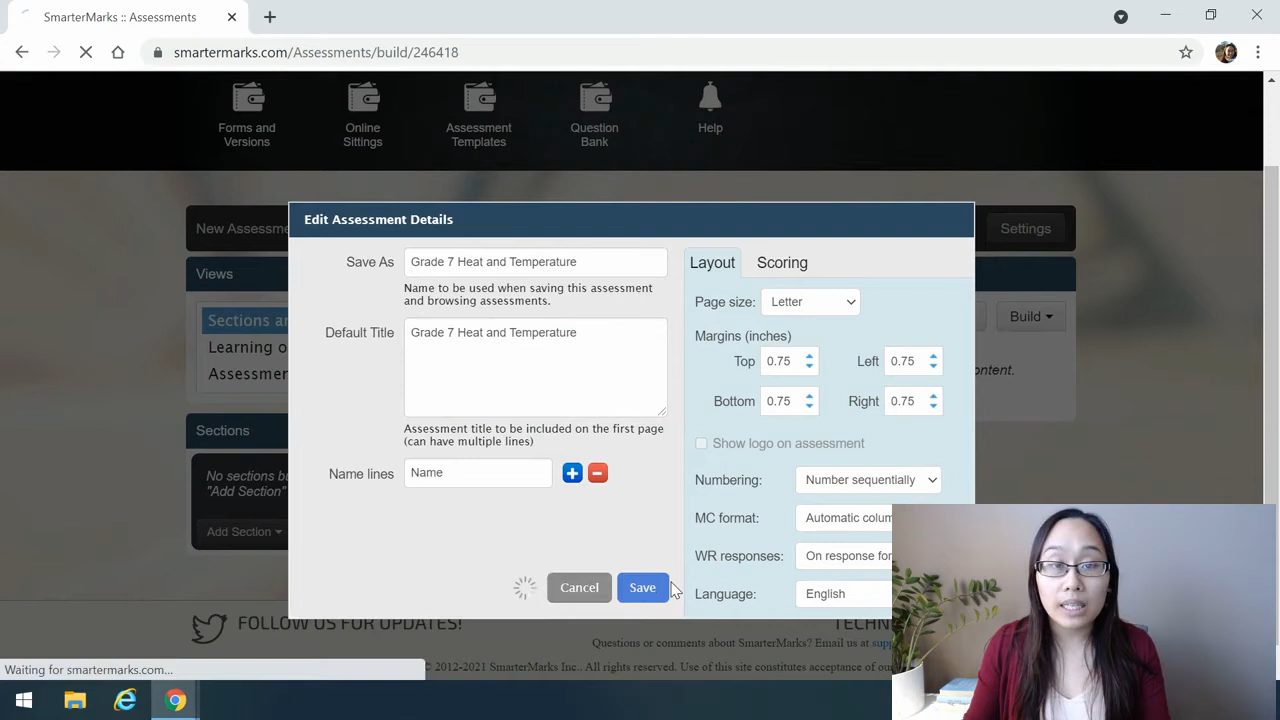 SmarterMarks :: Assessments
smartermarks.com/Assessments/build/246418
Forms and
Versions
Online
Sittings
Assessment
Templates
Question
Bank
Help
New Assessme
Settings
Edit Assessment Details
Views
Sections a
Learning o
Assessmen
Build
ontent.
Sections
No sections
"Add Section"
Add Section
Save As
Grade 7 Heat and Temperature
Name to be used when saving this assessment
and browsing assessments.
Default Title
Grade 7 Heat and Temperature
Assessment title to be included on the first page
(can have multiple lines)
Name lines
Name
Cancel
Save
Layout
Scoring
Page size:
Letter
Margins (inches)
Top
0.75
Left
0.75
Bottom
0.75
Right
0.75
Show logo on assessment
Numbering:
Number sequentially
MC format:
Automatic colum
WR responses:
On response for
Language:
English
FOLLOW US FOR UPDATES!
TECHN
Questions or comments about SmarterMarks? Email us at supp
© 2012-2021 SmarterMarks Inc.. All rights reserved. Use of this site constitutes acceptance of our
Waiting for smartermarks.com...